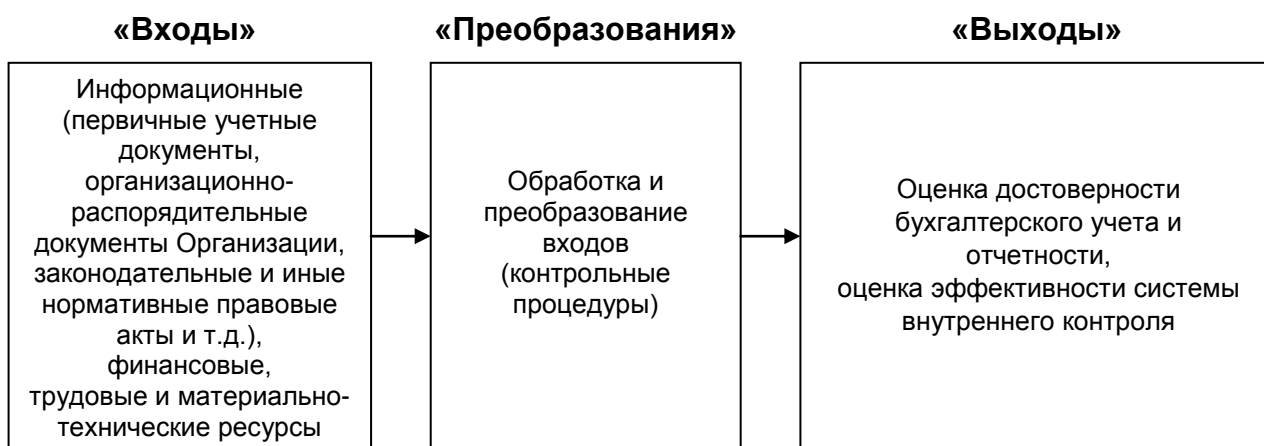 «Входы»
Информационные
(первичные учетные
документы,
организационно-
распорядительные
документы Организации,
законодательные и иные
нормативные правовые
акты и т.д.),
финансовые,
трудовые и материально-
технические ресурсы
«Преобразования»
Обработка и
преобразование
входов
(контрольные
процедуры)
«Выходы»
Оценка достоверности
бухгалтерского учета и
отчетности,
оценка эффективности системы
внутреннего контроля